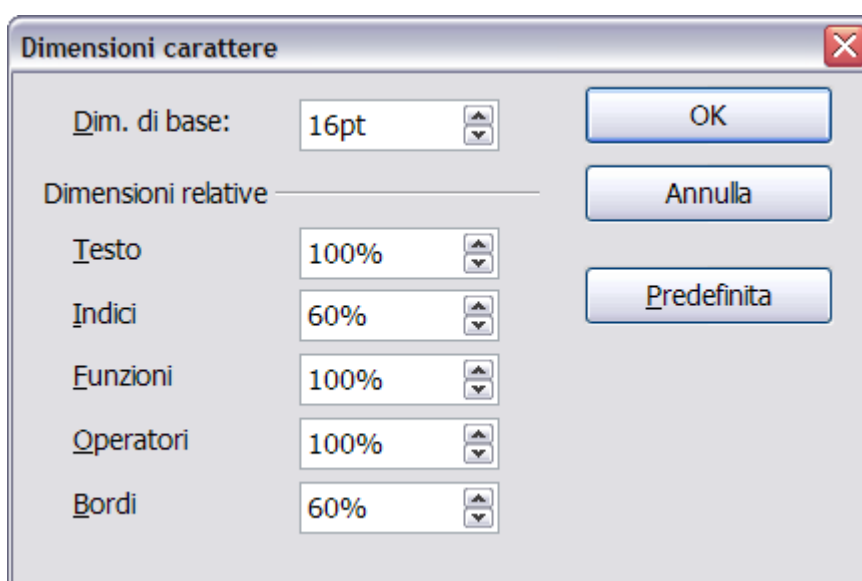 Dimensioni carattere
Dim. di base: 16pt OK
Dimensioni relative Annulla
Testo 100%
Predefinita
Indici 60%
Funzioni 100%
Operatori 100%
Bordi 60%